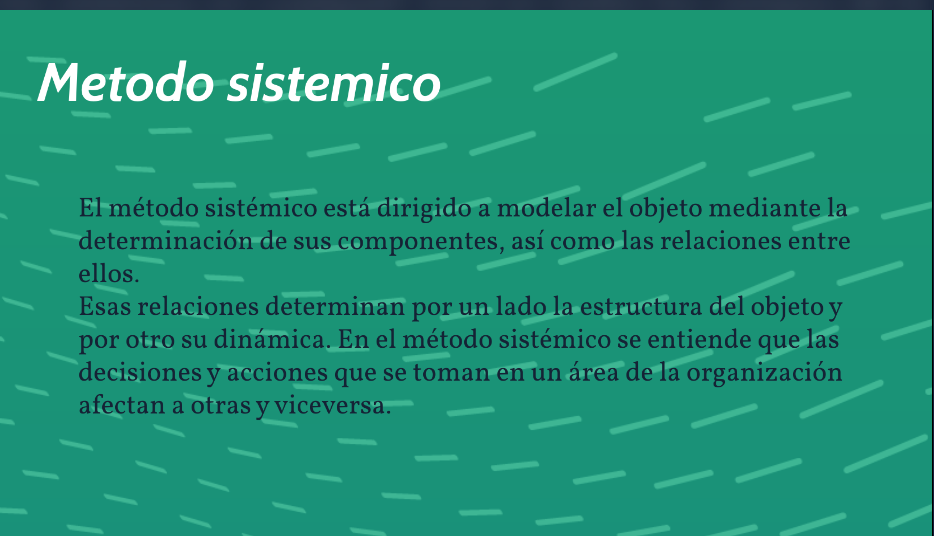 Metodo sistemico
El método sistémico está dirigido a modelar el objeto mediante la
determinación de sus componentes, así como las relaciones entre
ellos.
Esas relaciones determinan por un lado la estructura del objeto y
por otro su dinámica. En el método sistémico se entiende que las
decisiones y acciones que se toman en un área de la organización
afectan a otras y viceversa.